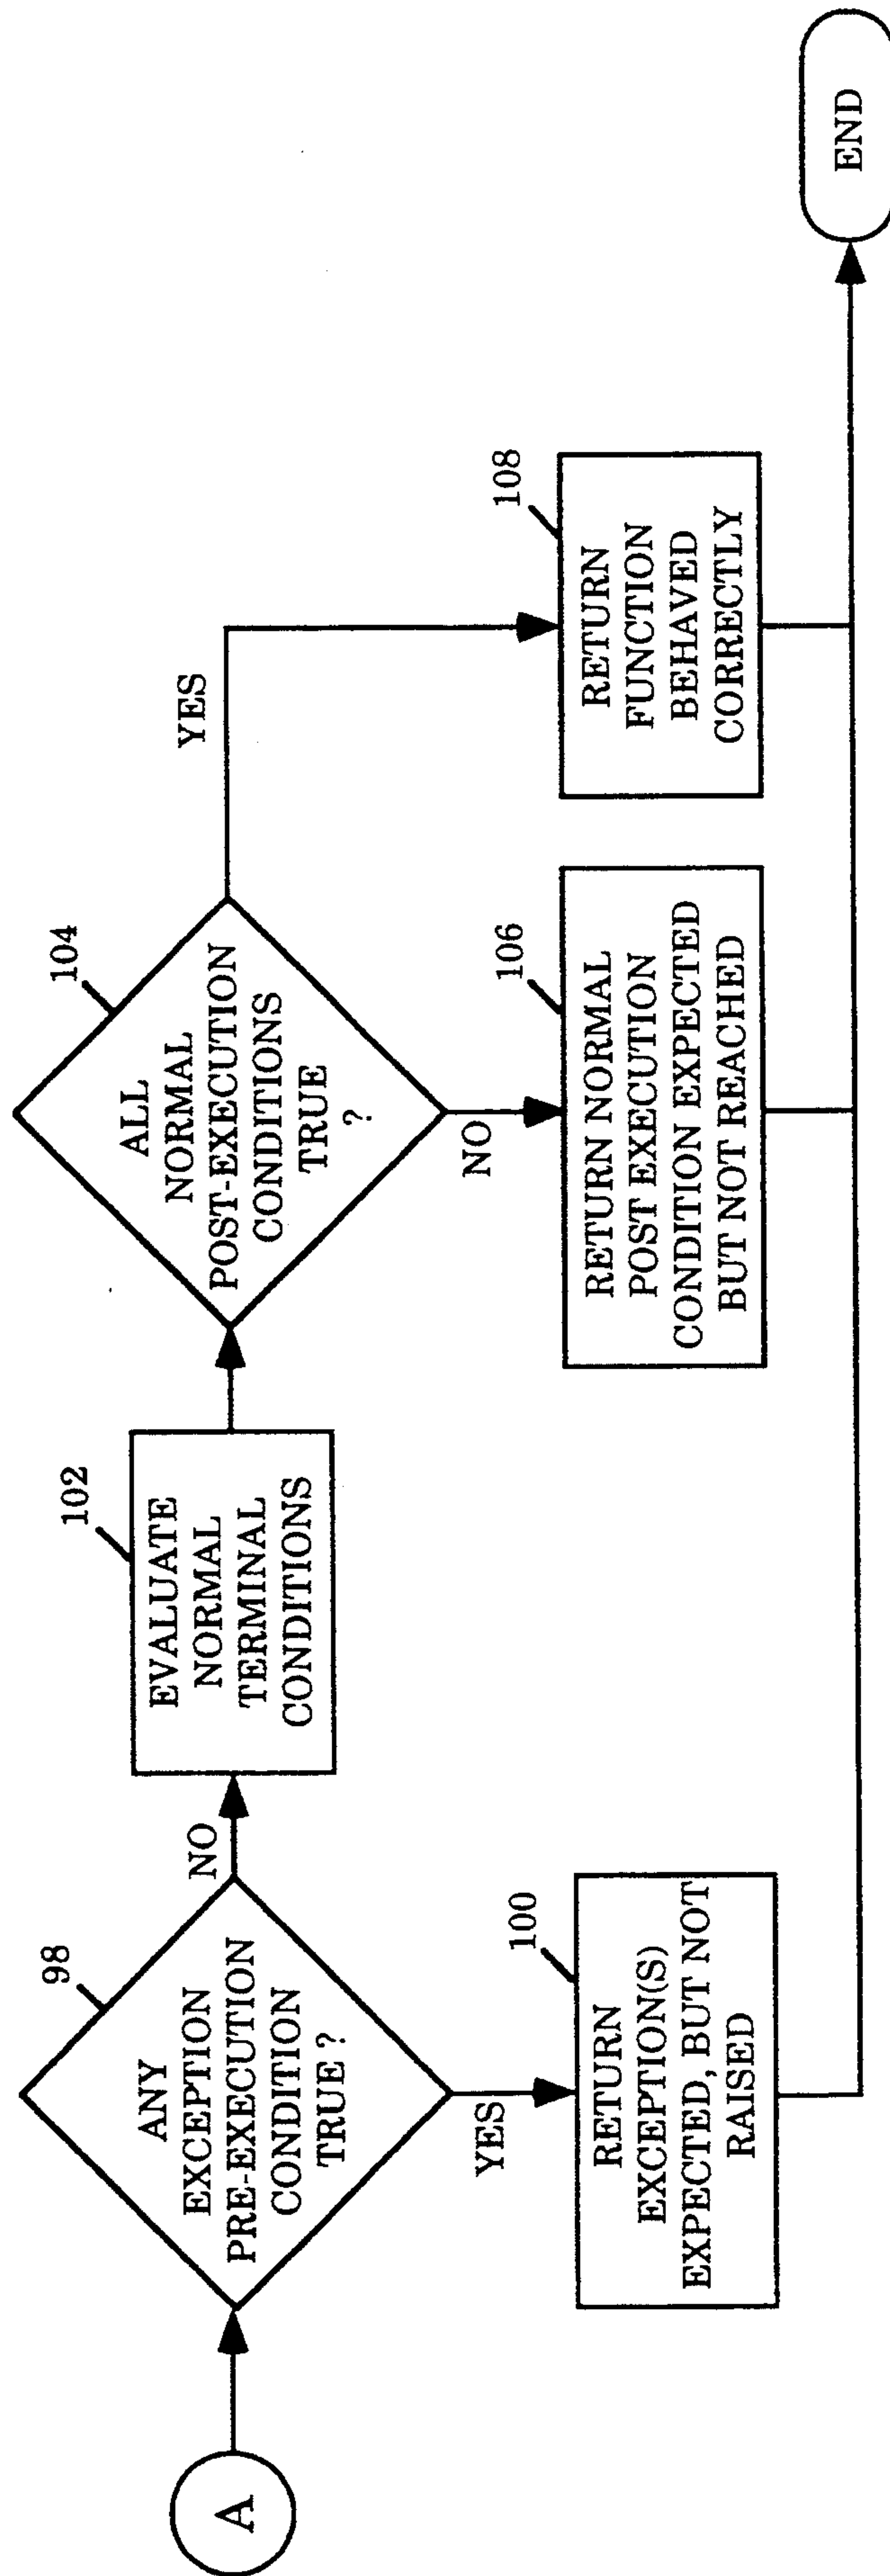 A
98
ANY
EXCEPTION
PRE-EXECUTION
CONDITION
TRUE ?
NO
YES
100
RETURN
EXCEPTION(S)
EXPECTED, BUT NOT
RAISED
102
EVALUATE
NORMAL
TERMINAL
CONDITIONS
104
ALL
NORMAL
POST-EXECUTION
CONDITIONS
TRUE
?
YES
NO
106
RETURN NORMAL
POST EXECUTION
CONDITION EXPECTED
BUT NOT REACHED
108
RETURN
FUNCTION
BEHAVED
CORRECTLY
END